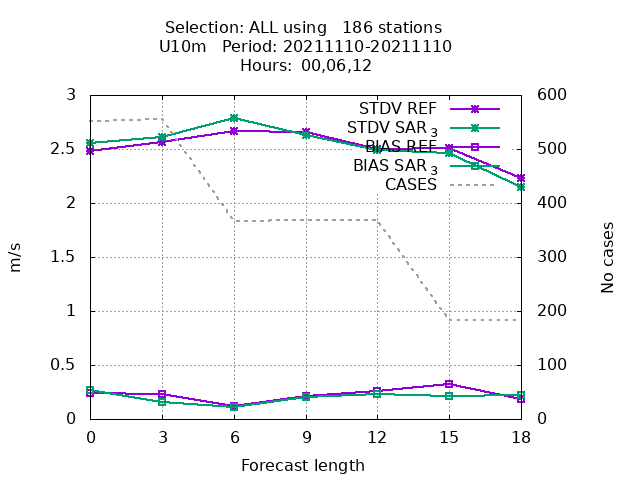 Selection: ALL using   186 stations
U10m   Period: 20211110-20211110
Hours:  00,06,12
3
2.5
2
1.5
1
0.5
0
m/s
600
500
400
300
200
100
0
No cases
STDV REF
STDV SAR3
BIAS REF
BIAS SAR3
CASES
0 3 6 9 12 15 18
Forecast length